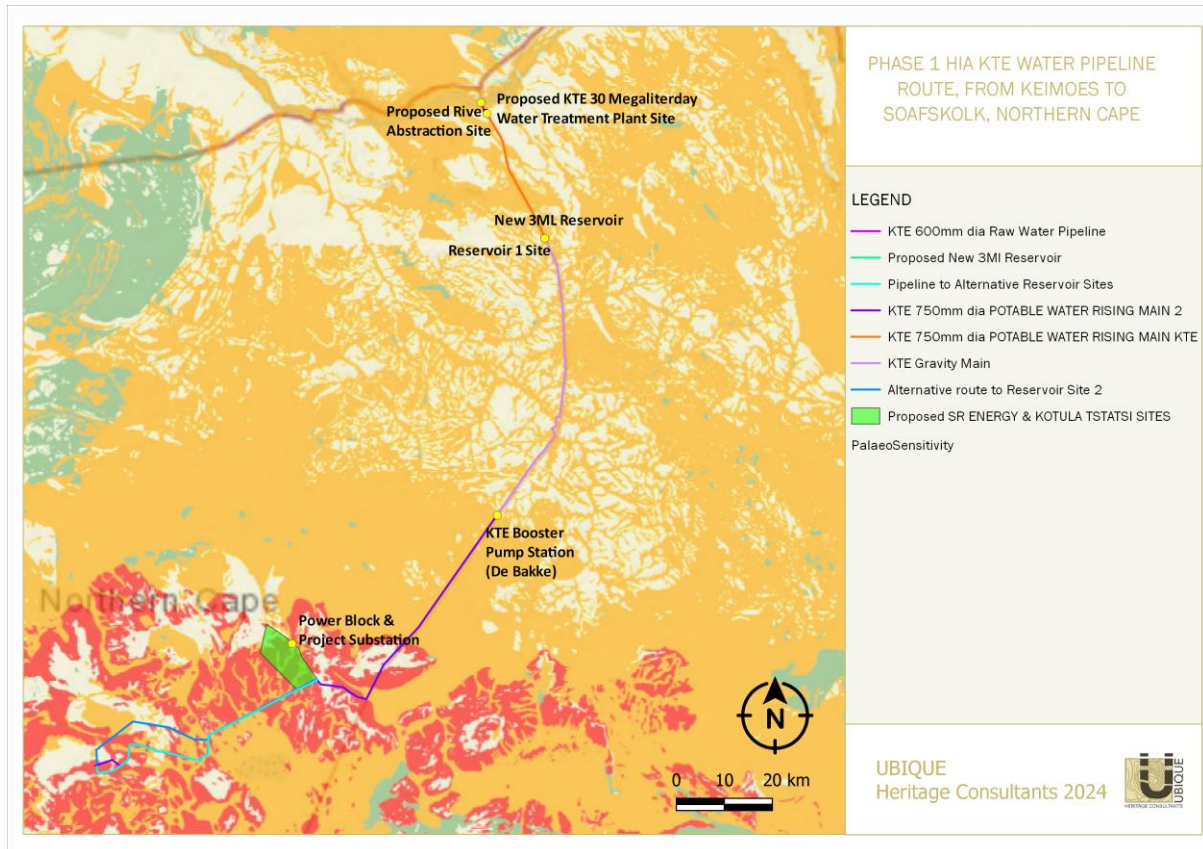 PHASE 1 HIA KTE WATER PIPELINE
ROUTE, FROM KEIMOES TO
SOAFSKOLK, NORTHERN CAPE
LEGEND
KTE 600mm dia Raw Water Pipeline
Proposed New 3Ml Reservoir
Pipeline to Alternative Reservoir Sites
KTE 750mm dia POTABLE WATER RISING MAIN 2
KTE 750mm dia POTABLE WATER RISING MAIN KTE
KTE Gravity Main
Alternative route to Reservoir Site 2
Proposed SR ENERGY & KOTULA TSTATSI SITES
PalaeoSensitivity
Proposed River
Abstraction Site
Proposed KTE 30 Megaliterday
Water Treatment Plant Site
New 3ML Reservoir
Reservoir 1 Site
KTE Booster
Pump Station
(De Bakke)
Northern Cape
Power Block &
Project Substation
N
0 10 20 km
UBIQUE
Heritage Consultants 2024
UBIQUE
HERITAGE CONSULTANTS